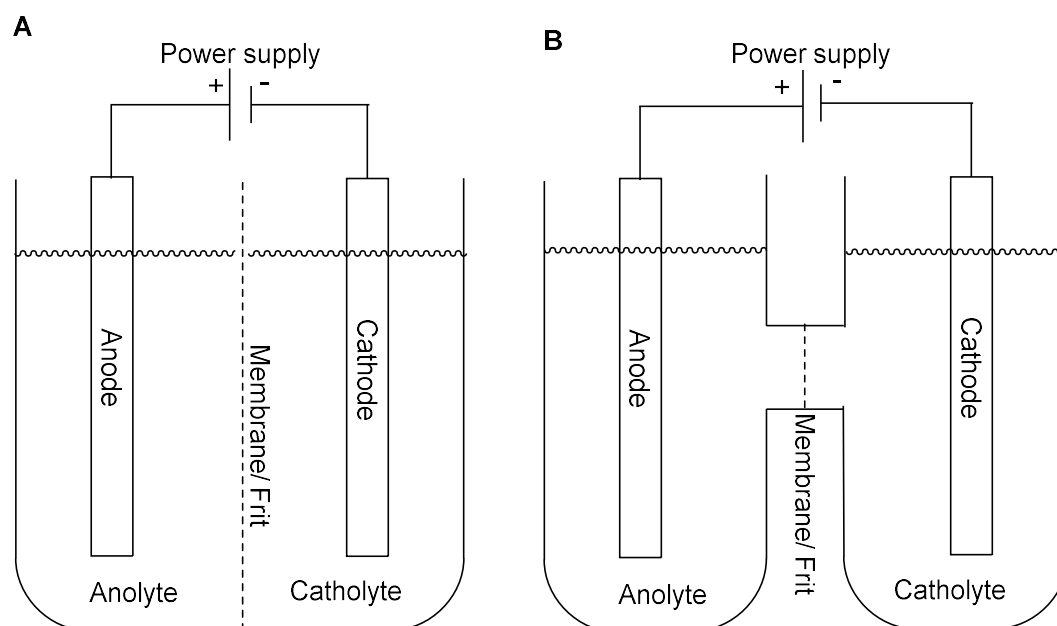 A
Power supply
+ -
Anode
Membrane/ Frit
Cathode
Anolyte
Catholyte
B
Power supply
+ -
Anode
Membrane/ Frit
Cathode
Anolyte
Catholyte